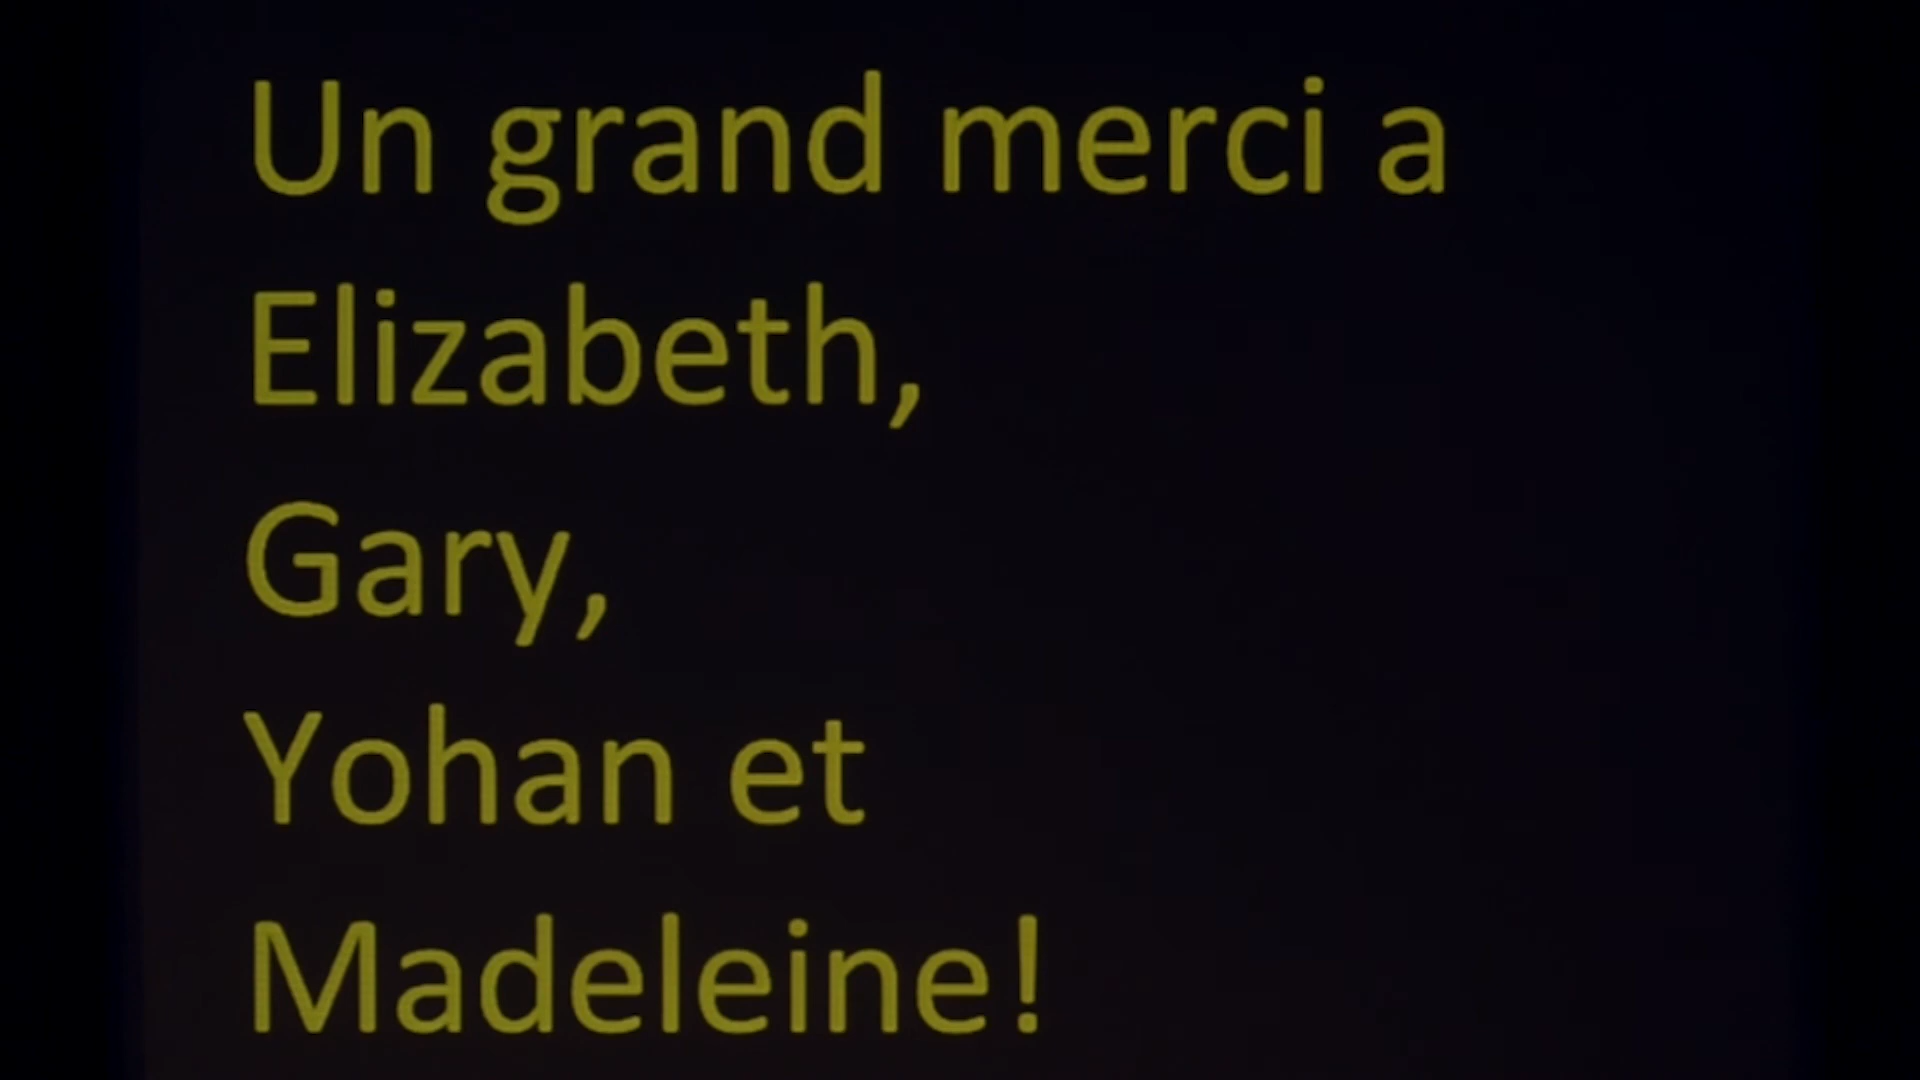 Un grand merci a
Elizabeth,
Gary,
Yohan et
Madeleine!